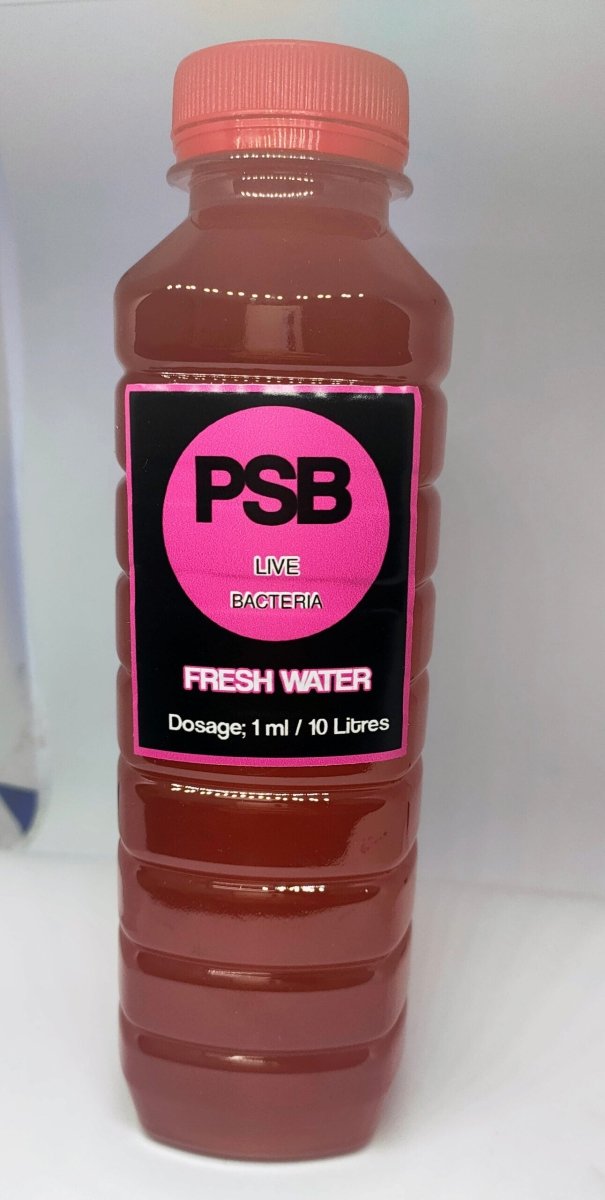 PSB
LIVE
BACTERIA
FRESH WATER
Dosage; 1 ml / 10 Litres